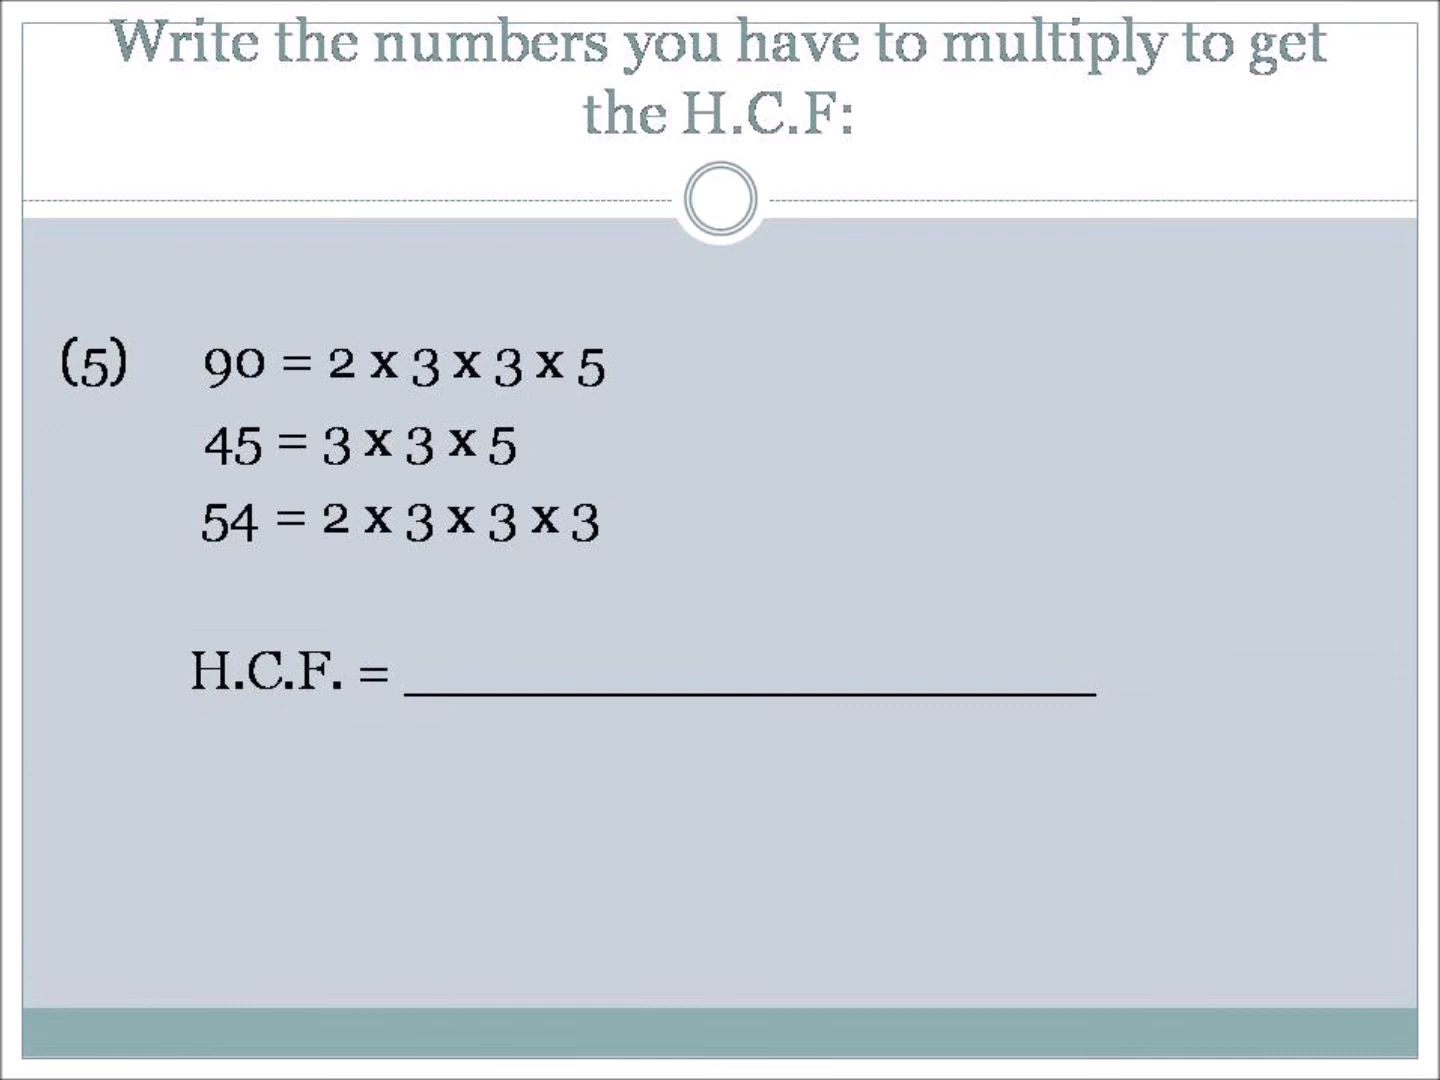 Write the numbers you have to multiply to get
the H.C.F:
(5) 90 = 2 x 3 x 3 x 5
45 = 3 x 3 x 5
54 = 2 x 3 x 3 x 3
H.C.F. = ____________________